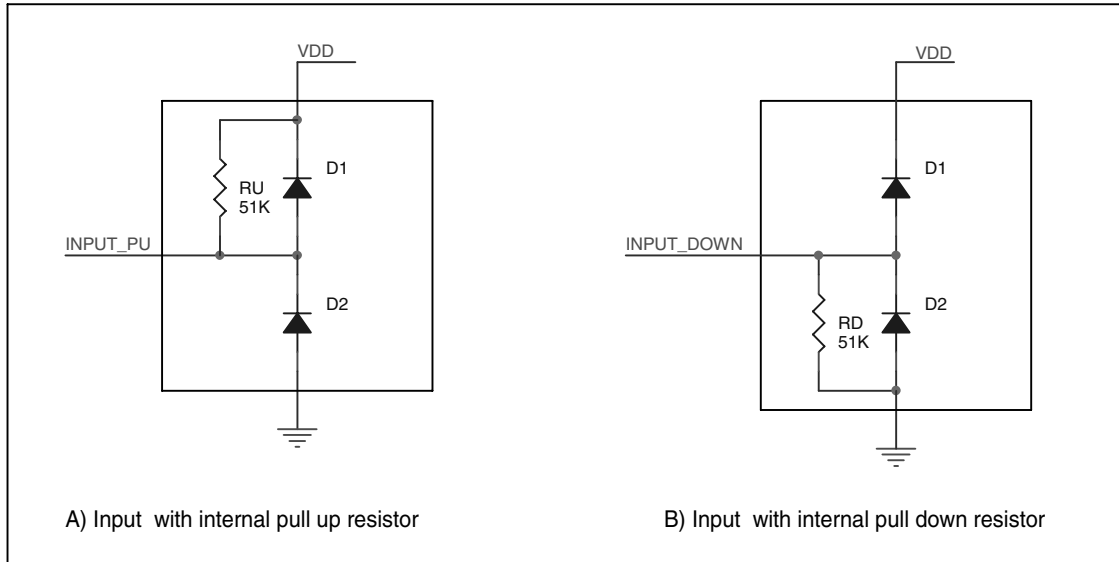 VDD
D1
RU
51K
INPUT_PU
D2
A) Input with internal pull up resistor
VDD
D1
INPUT_DOWN
D2
RD
51K
B) Input with internal pull down resistor